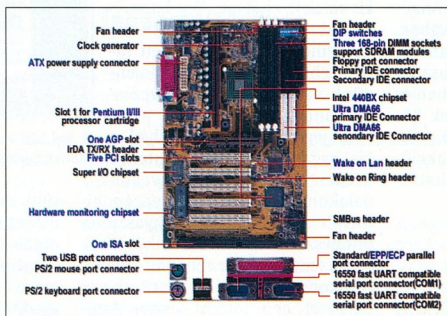 Fan header
Clock generator
ATX power supply connector
Slot 1 for Pentium II/III
processor cartridge
One AGP slot
IrDA TX/RX header
Five PCI slots
Super I/O chipset
Hardware monitoring chipset
One ISA slot
Two USB port connectors
PS/2 mouse port connector
PS/2 keyboard port connector
Fan header
DIP switches
Three 168-pin DIMM sockets
support SDRAM modules
Floppy port connector
Primary IDE connector
Secondary IDE connector
Intel 440BX chipset
Ultra DMA66
primary IDE Connector
Ultra DMA66
senondary IDE Connector
Wake on Lan header
Wake on Ring header
SMBus header
Fan header
Standard/EPP/ECP parallel
port connector
16550 fast UART compatible
serial port connector(COM1)
16550 fast UART compatible
serial port connector(COM2)